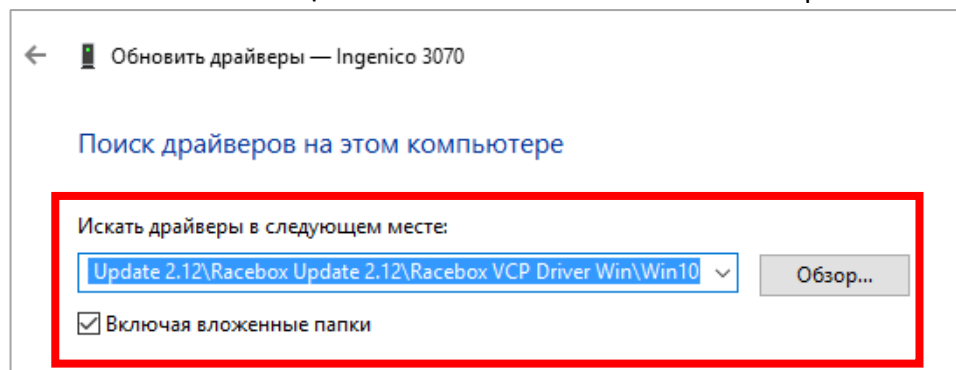 Обновить драйверы — Ingenico 3070
Поиск драйверов на этом компьютере
Искать драйверы в следующем месте:
Update 2.12\Racebox Update 2.12\Racebox VCP Driver Win\Win10
Обзор...
Включая вложенные папки